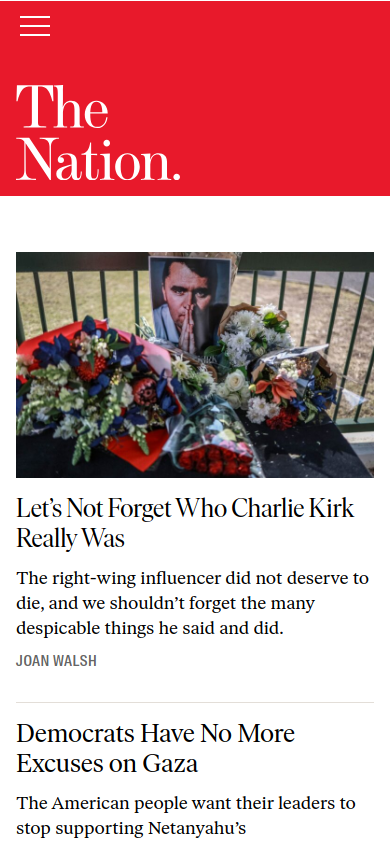 The
Nation.
Let’s Not Forget Who Charlie Kirk
Really Was
The right-wing influencer did not deserve to
die, and we shouldn’t forget the many
despicable things he said and did.
JOAN WALSH
Democrats Have No More
Excuses on Gaza
The American people want their leaders to
stop supporting Netanyahu’s